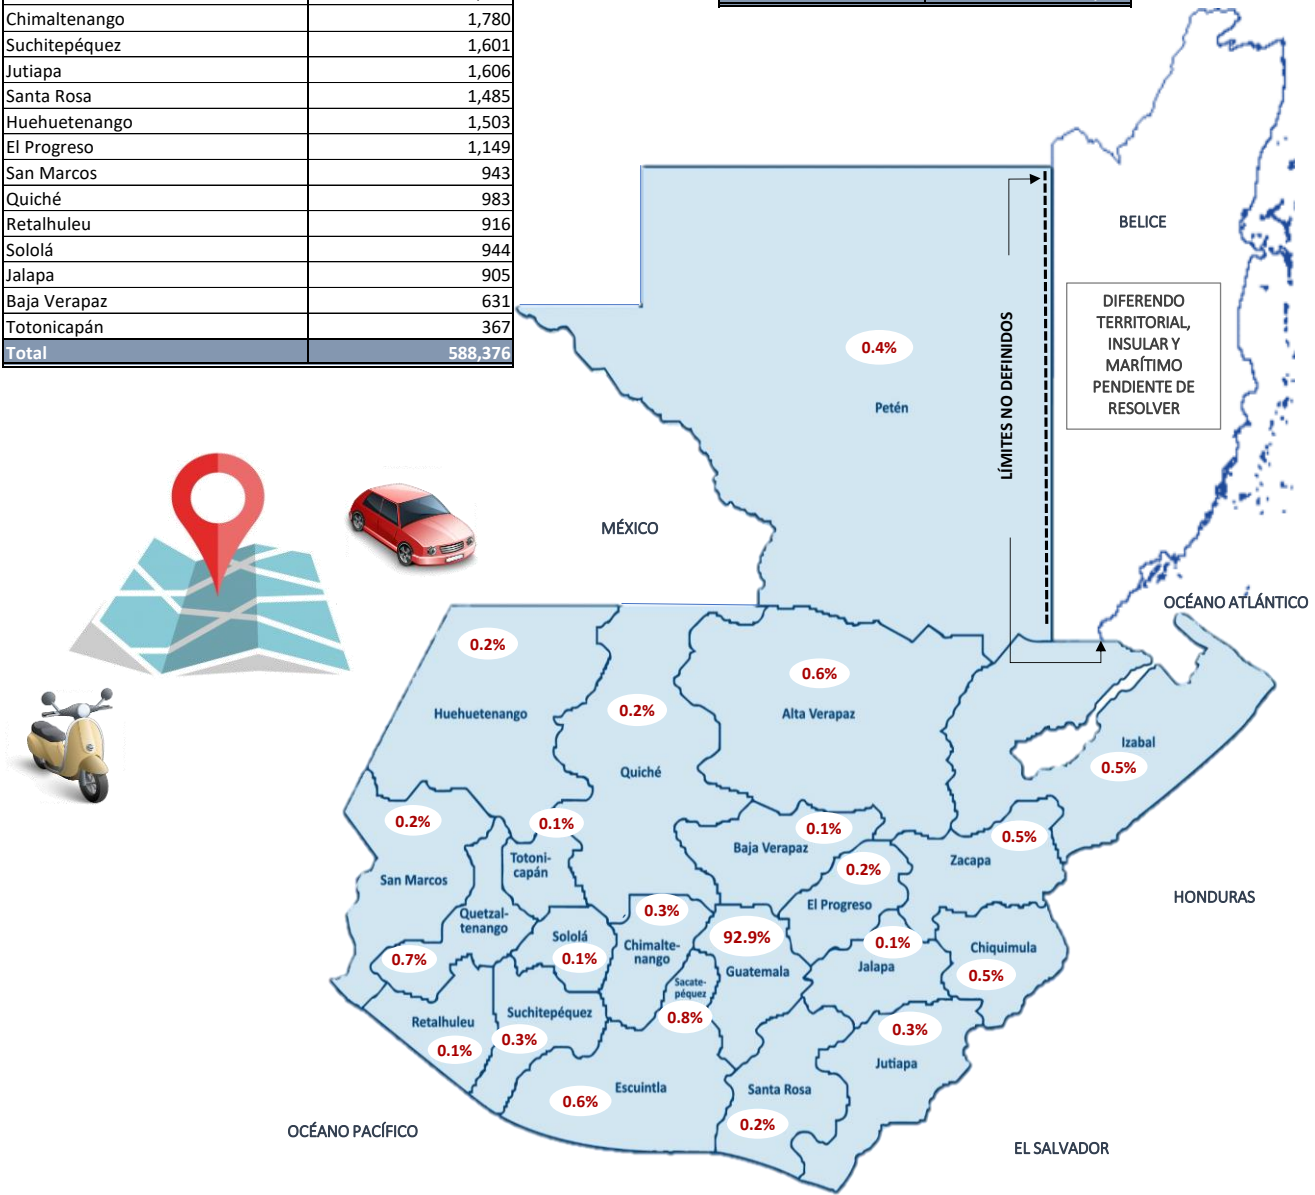 Chimaltenango 1,780
Suchitepéquez 1,601
Jutiapa 1,606
Santa Rosa 1,485
Huehuetenango 1,503
El Progreso 1,149
San Marcos 943
Quiché 983
Retalhuleu 916
Sololá 944
Jalapa 905
Baja Verapaz 631
Totonicapán 367
Total 588,376
BELICE
DIFERENDO
TERRITORIAL,
INSULAR Y
MARÍTIMO
PENDIENTE DE
RESOLVER
LÍMITES NO DEFINIDOS
0.4%
Petén
MÉXICO
OCÉANO ATLÁNTICO
0.2%
Huehuetenango
0.2%
Quiché
0.6%
Alta Verapaz
Izabal
0.5%
0.2%
San Marcos
0.1%
Totoni-
capán
0.1%
Baja Verapaz
0.5%
Zacapa
0.2%
El Progreso
HONDURAS
Quetzal-
tenango
0.7%
Sololá
0.1%
0.3%
Chimalte-
nango
92.9%
Guatemala
0.1%
Jalapa
Chiquimula
0.5%
Sacate-
péquez
0.8%
Retalhuleu
0.1%
Suchitepéquez
0.3%
0.3%
Jutiapa
Escuintla
0.6%
Santa Rosa
0.2%
OCÉANO PACÍFICO
EL SALVADOR